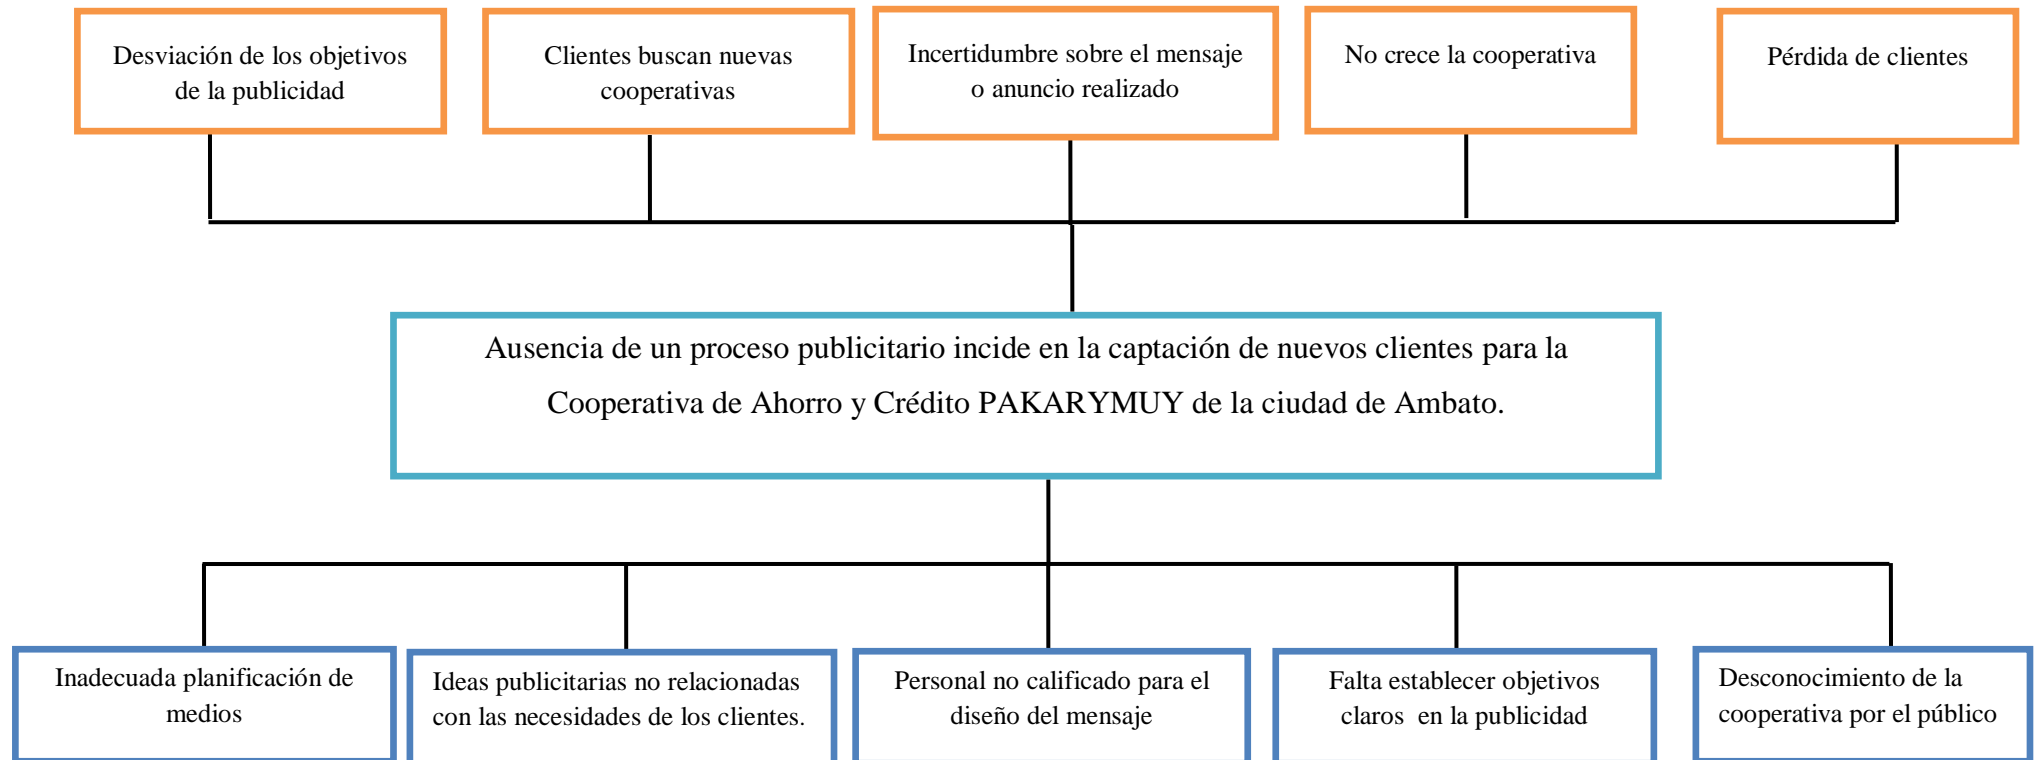 Desviación de los objetivos
de la publicidad
Clientes buscan nuevas
cooperativas
Incertidumbre sobre el mensaje
o anuncio realizado
No crece la cooperativa
Pérdida de clientes
Ausencia de un proceso publicitario incide en la captación de nuevos clientes para la
Cooperativa de Ahorro y Crédito PAKARYMUY de la ciudad de Ambato.
Inadecuada planificación de
medios
Ideas publicitarias no relacionadas
con las necesidades de los clientes.
Personal no calificado para el
diseño del mensaje
Falta establecer objetivos
claros  en la publicidad
Desconocimiento de la
cooperativa por el público